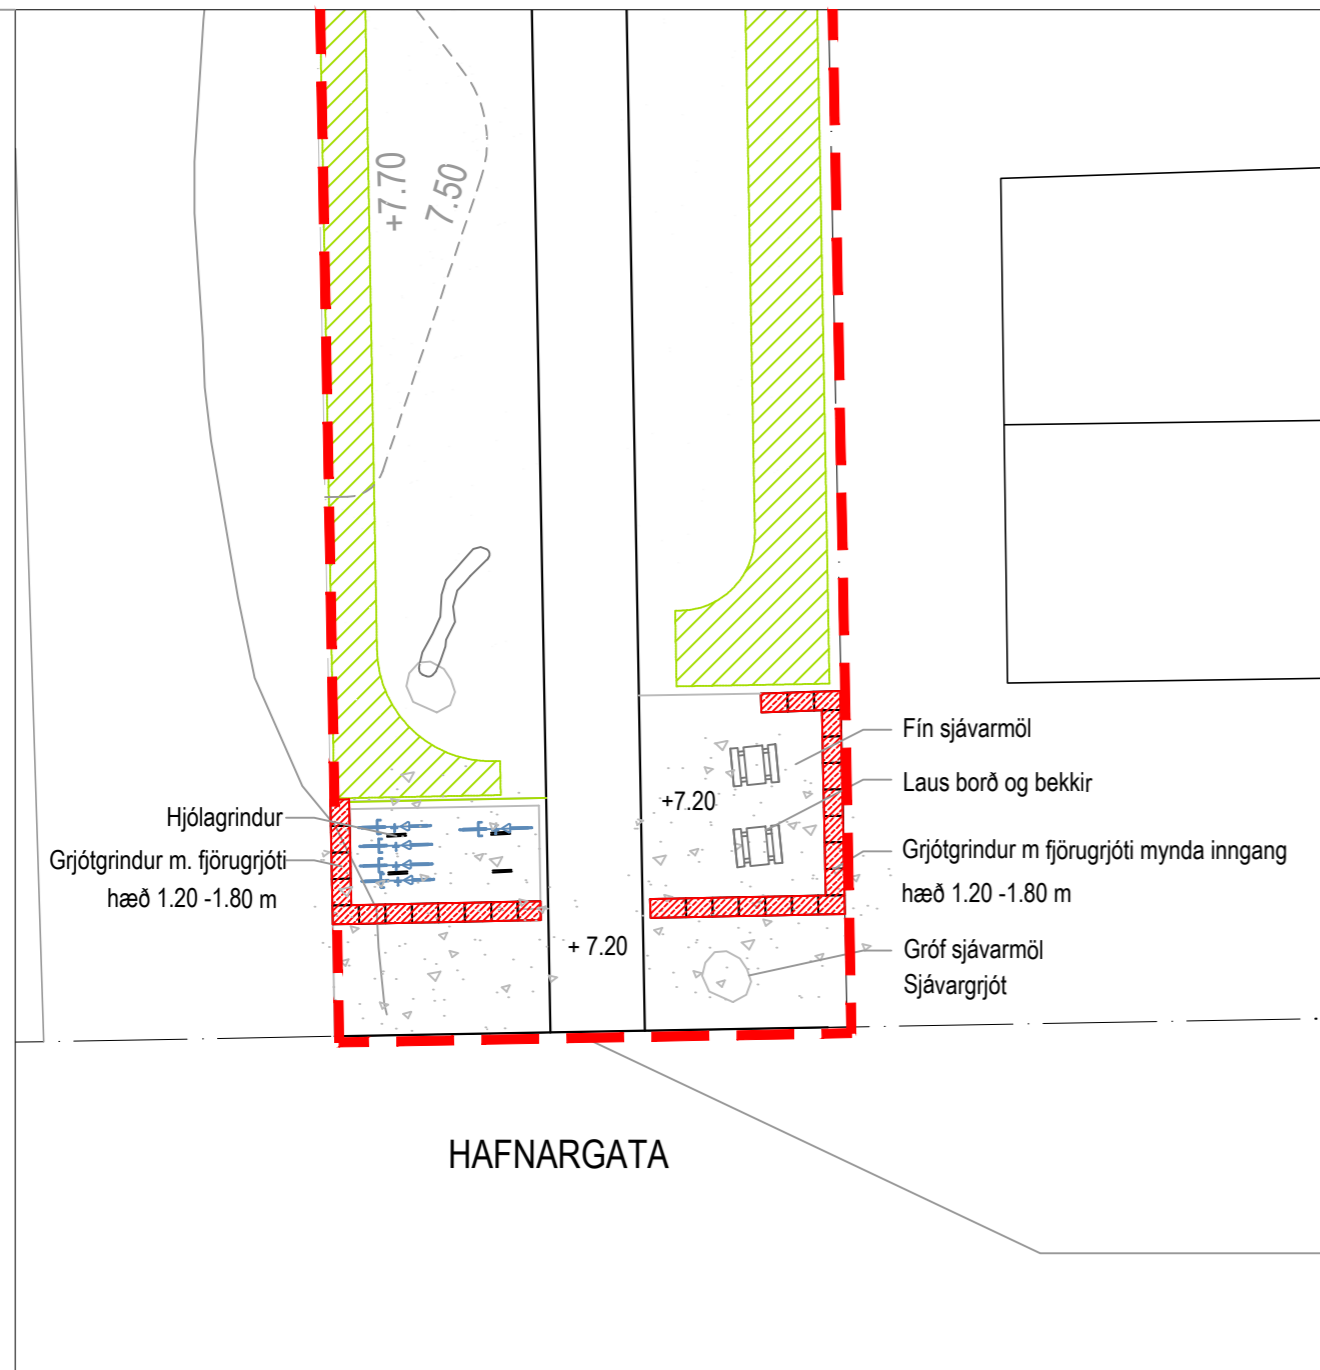 +7.70
7.50
Fín sjávarmöl
Laus borð og bekkir
+7.20
Hjólagrindur
Grjótgrindur m. fjörugrjóti
hæð 1.20 -1.80 m
Grjótgrindur m fjörugrjóti mynda inngang
hæð 1.20 -1.80 m
+ 7.20
Gróf sjávarmöl
Sjávargrjót
HAFNARGATA